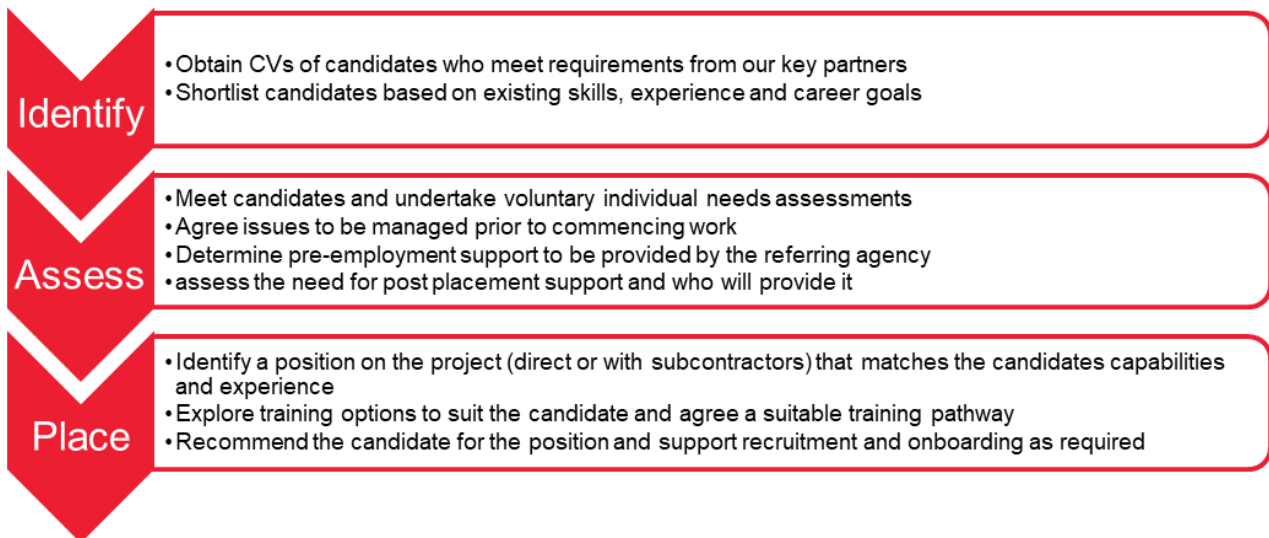 Identify
•Obtain CVs of candidates who meet requirements from our key partners
•Shortlist candidates based on existing skills, experience and career goals
Assess
•Meet candidates and undertake voluntary individual needs assessments
•Agree issues to be managed prior to commencing work
•Determine pre-employment support to be provided by the referring agency
•assess the need for post placement support and who will provide it
Place
•Identify a position on the project (direct or with subcontractors) that matches the candidates capabilities
and experience
•Explore training options to suit the candidate and agree a suitable training pathway
•Recommend the candidate for the position and support recruitment and onboarding as required